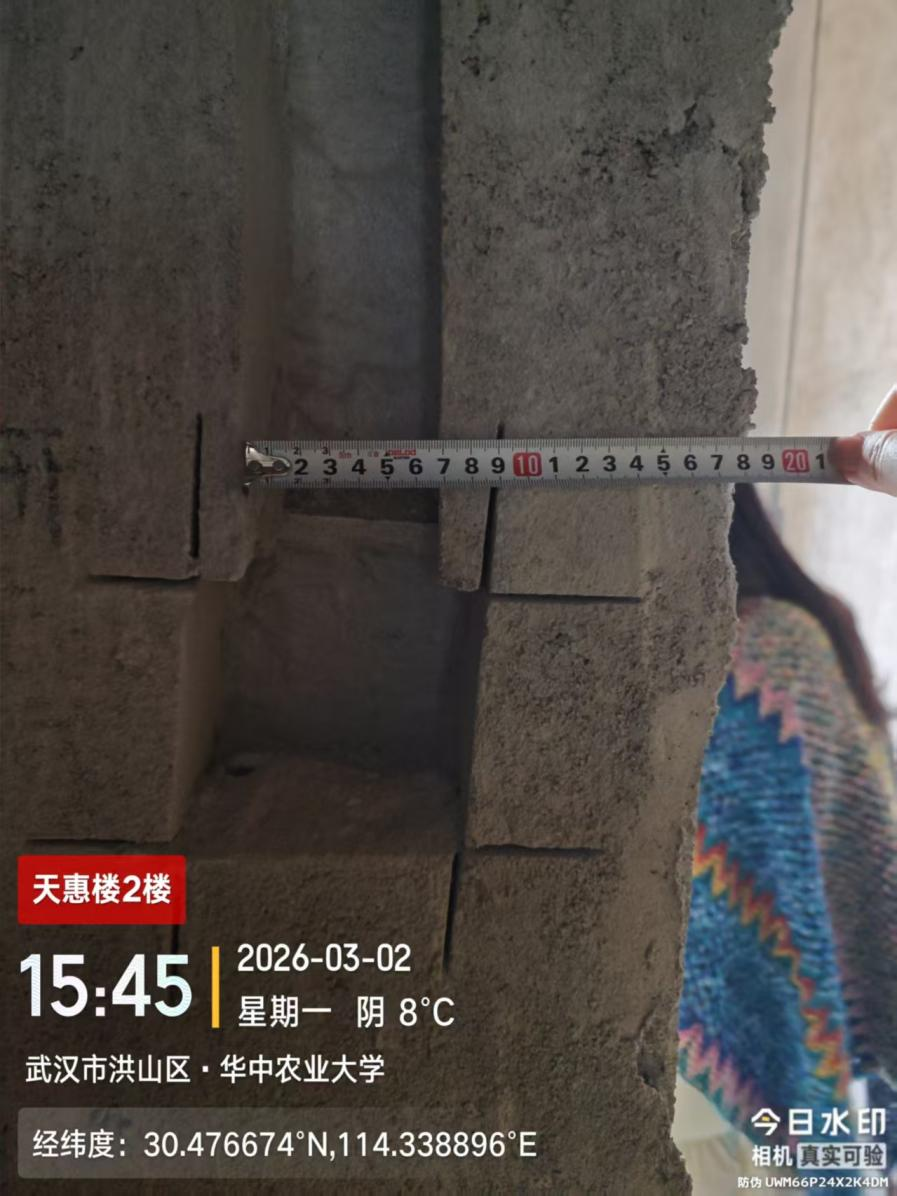 2 3 4 5 6 7 8 9 10 1 2 3 4 5 6 7 8 9 20 1
天惠楼2楼
15:45
2026-03-02
星期一 阴 8°C
武汉市洪山区·华中农业大学
经纬度：30.476674°N,114.338896°E
今日水印
相机 真实可验
防伪 UWM66P24X2K4DM